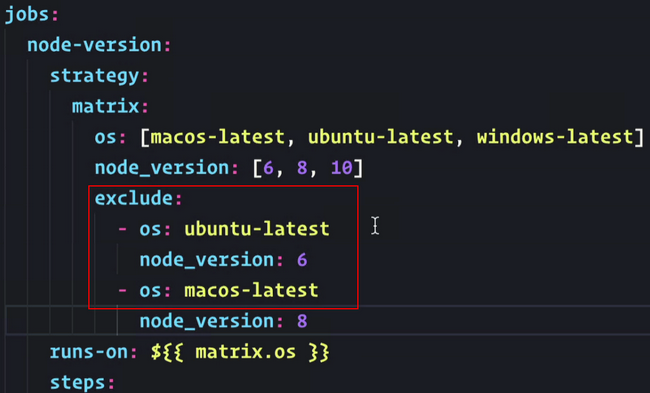 jobs:
node-version:
strategy:
matrix:
os: [macos-latest, ubuntu-latest, windows-latest]
node_version: [6, 8, 10]
exclude:
- os: ubuntu-latest
node_version: 6
- os: macos-latest
node_version: 8
runs-on: ${{ matrix.os }}
steps: